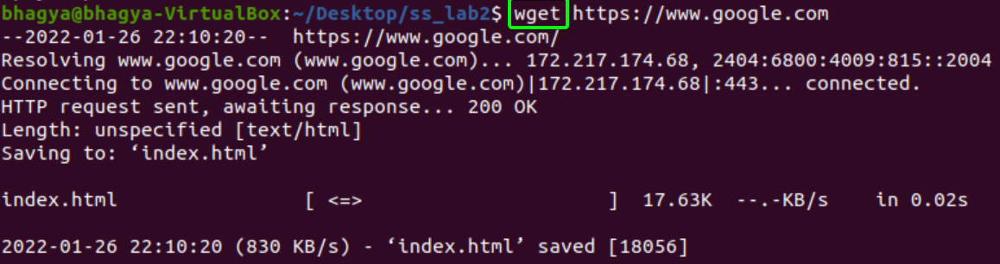 bhagya@bhagya-VirtualBox:~/Desktop/ss_lab2$ wget https://www.google.com
--2022-01-26 22:10:20--  https://www.google.com/
Resolving www.google.com (www.google.com)... 172.217.174.68, 2404:6800:4009:815::2004
Connecting to www.google.com (www.google.com)|172.217.174.68|:443... connected.
HTTP request sent, awaiting response... 200 OK
Length: unspecified [text/html]
Saving to: ‘index.html’
index.html                 [ <=>                     ]  17.63K  --.-KB/s    in 0.02s
2022-01-26 22:10:20 (830 KB/s) - ‘index.html’ saved [18056]